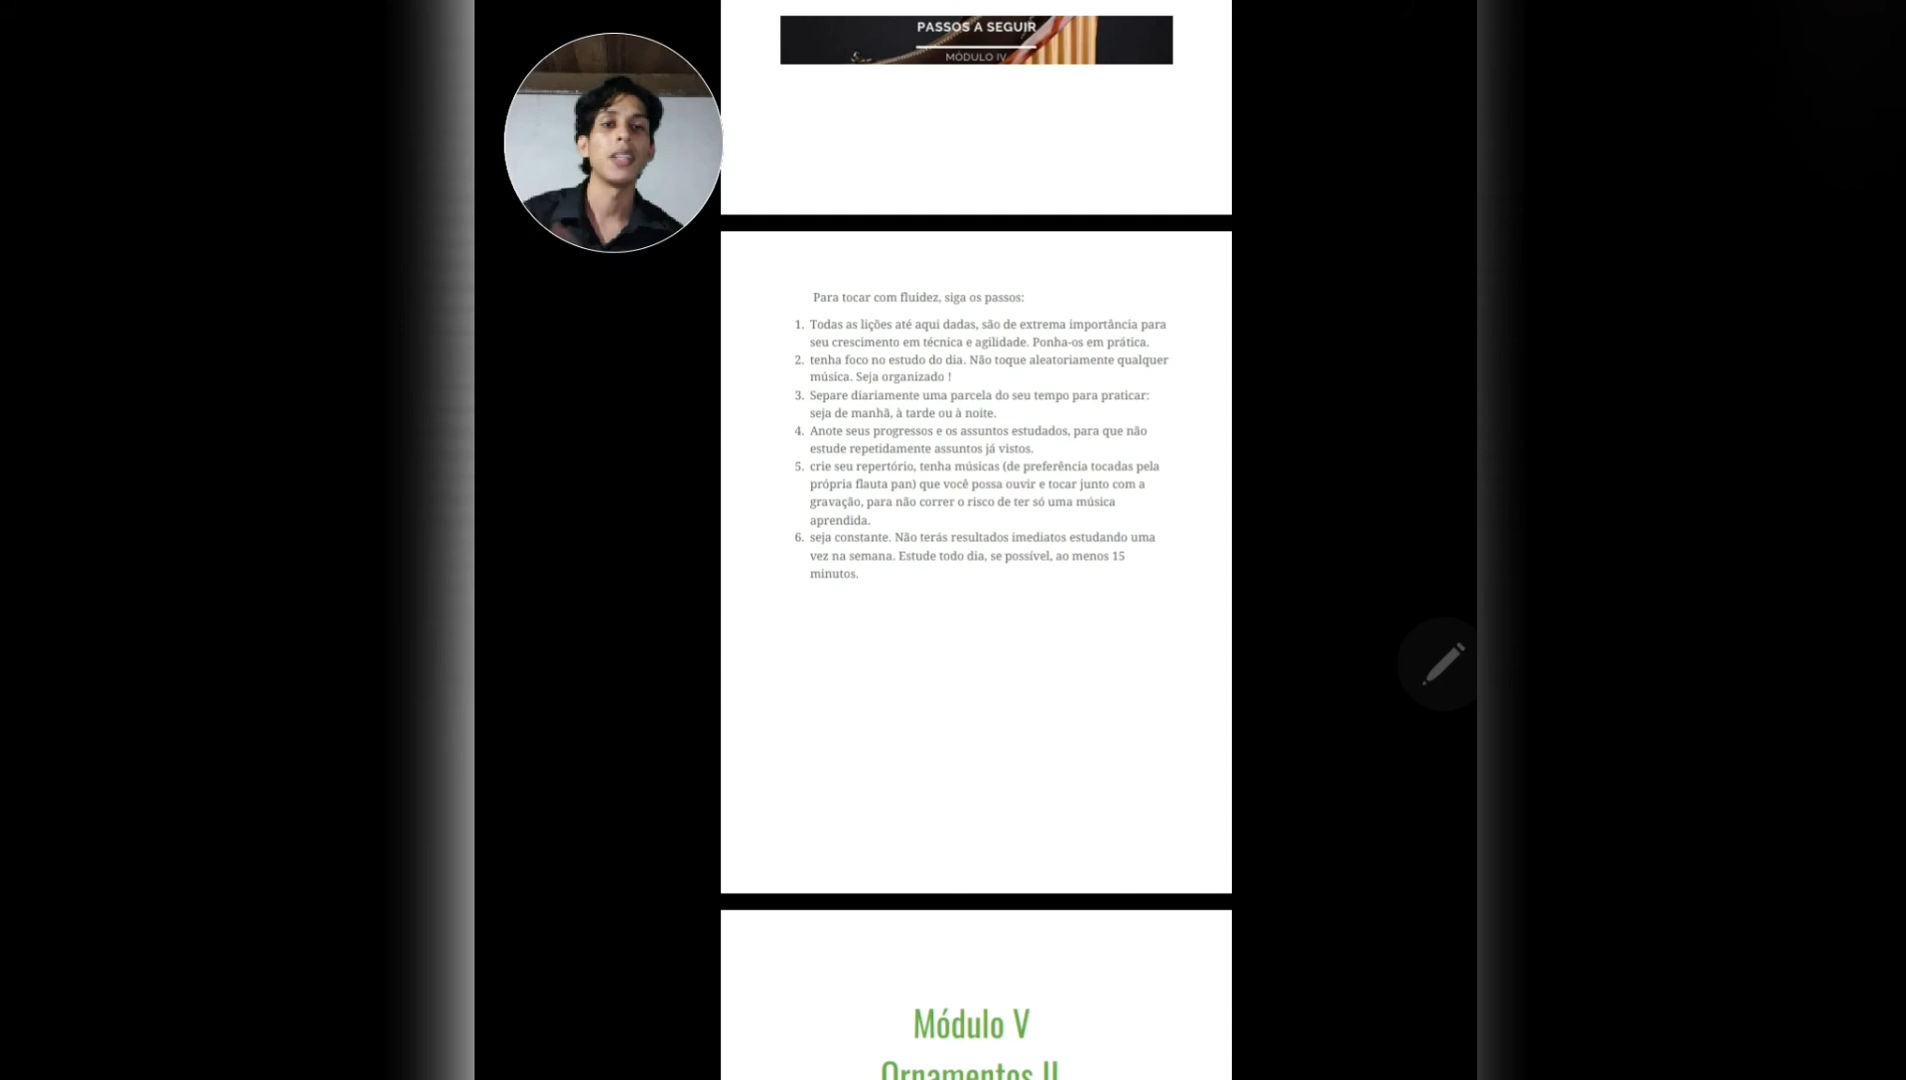 PASSOS A SEGUIR
MÓDULO IV
Para tocar com fluidez, siga os passos:
1. Todas as lições até aqui dadas, são de extrema importância para
seu crescimento em técnica e agilidade. Ponha-os em prática.
2. tenha foco no estudo do dia. Não toque aleatoriamente qualquer
música. Seja organizado !
3. Separe diariamente uma parcela do seu tempo para praticar:
seja de manhã, à tarde ou à noite.
4. Anote seus progressos e os assuntos estudados, para que não
estude repetidamente assuntos já vistos.
5. crie seu repertório, tenha músicas (de preferência tocadas pela
própria flauta pan) que você possa ouvir e tocar junto com a
gravação, para não correr o risco de ter só uma música
aprendida.
6. seja constante. Não terás resultados imediatos estudando uma
vez na semana. Estude todo dia, se possível, ao menos 15
minutos.
Módulo V
Ornamentos II